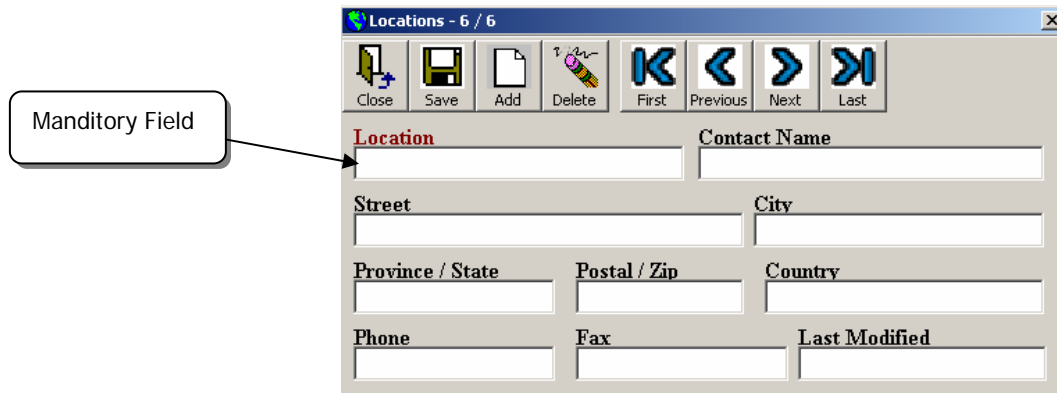 Locations - 6 / 6
Close Save Add Delete First Previous Next Last
Manditory Field
Location Contact Name
Street City
Province / State Postal / Zip Country
Phone Fax Last Modified